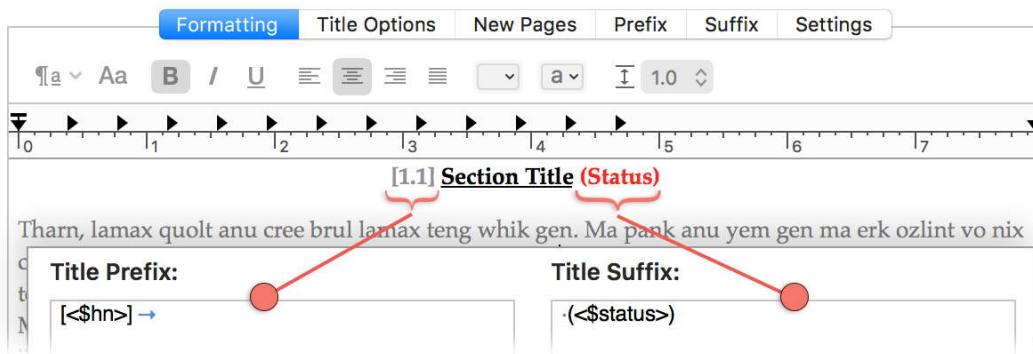 Formatting Title Options New Pages Prefix Suffix Settings
¶a Aa B I U a 1.0
0 1 2 3 4 5 6 7
[1.1] Section Title (Status)
Tharn, lamax quolt anu cree brul lamax teng whik gen. Ma pank anu yem gen ma erk ozlint vo nix
Title Prefix: Title Suffix:
[<$hn>]→ ·(<$status>)